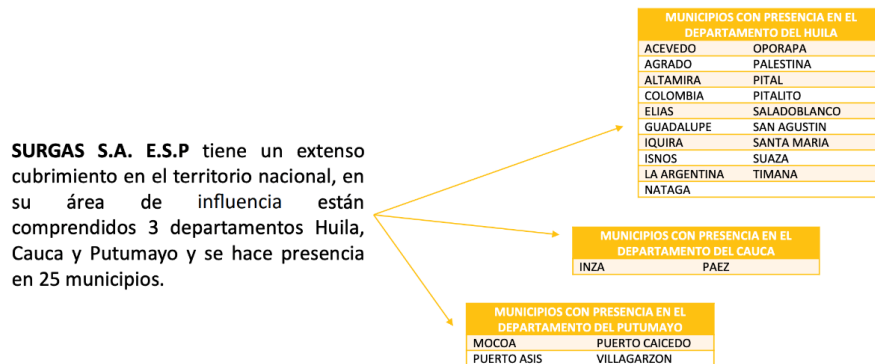 SURGAS S.A. E.S.P tiene un extenso
cubrimiento en el territorio nacional, en
su área de influencia están
comprendidos 3 departamentos Huila,
Cauca y Putumayo y se hace presencia
en 25 municipios.
MUNICIPIOS CON PRESENCIA EN EL
DEPARTAMENTO DEL HUILA
ACEVEDO OPORAPA
AGRADO PALESTINA
ALTAMIRA PITAL
COLOMBIA PITALITO
ELIAS SALADOBLANCO
GUADALUPE SAN AGUSTIN
IQUIRA SANTA MARIA
ISNOS SUAZA
LA ARGENTINA TIMANA
NATAGA
MUNICIPIOS CON PRESENCIA EN EL
DEPARTAMENTO DEL CAUCA
INZA PAEZ
MUNICIPIOS CON PRESENCIA EN EL
DEPARTAMENTO DEL PUTUMAYO
MOCOA PUERTO CAICEDO
PUERTO ASIS VILLAGARZON